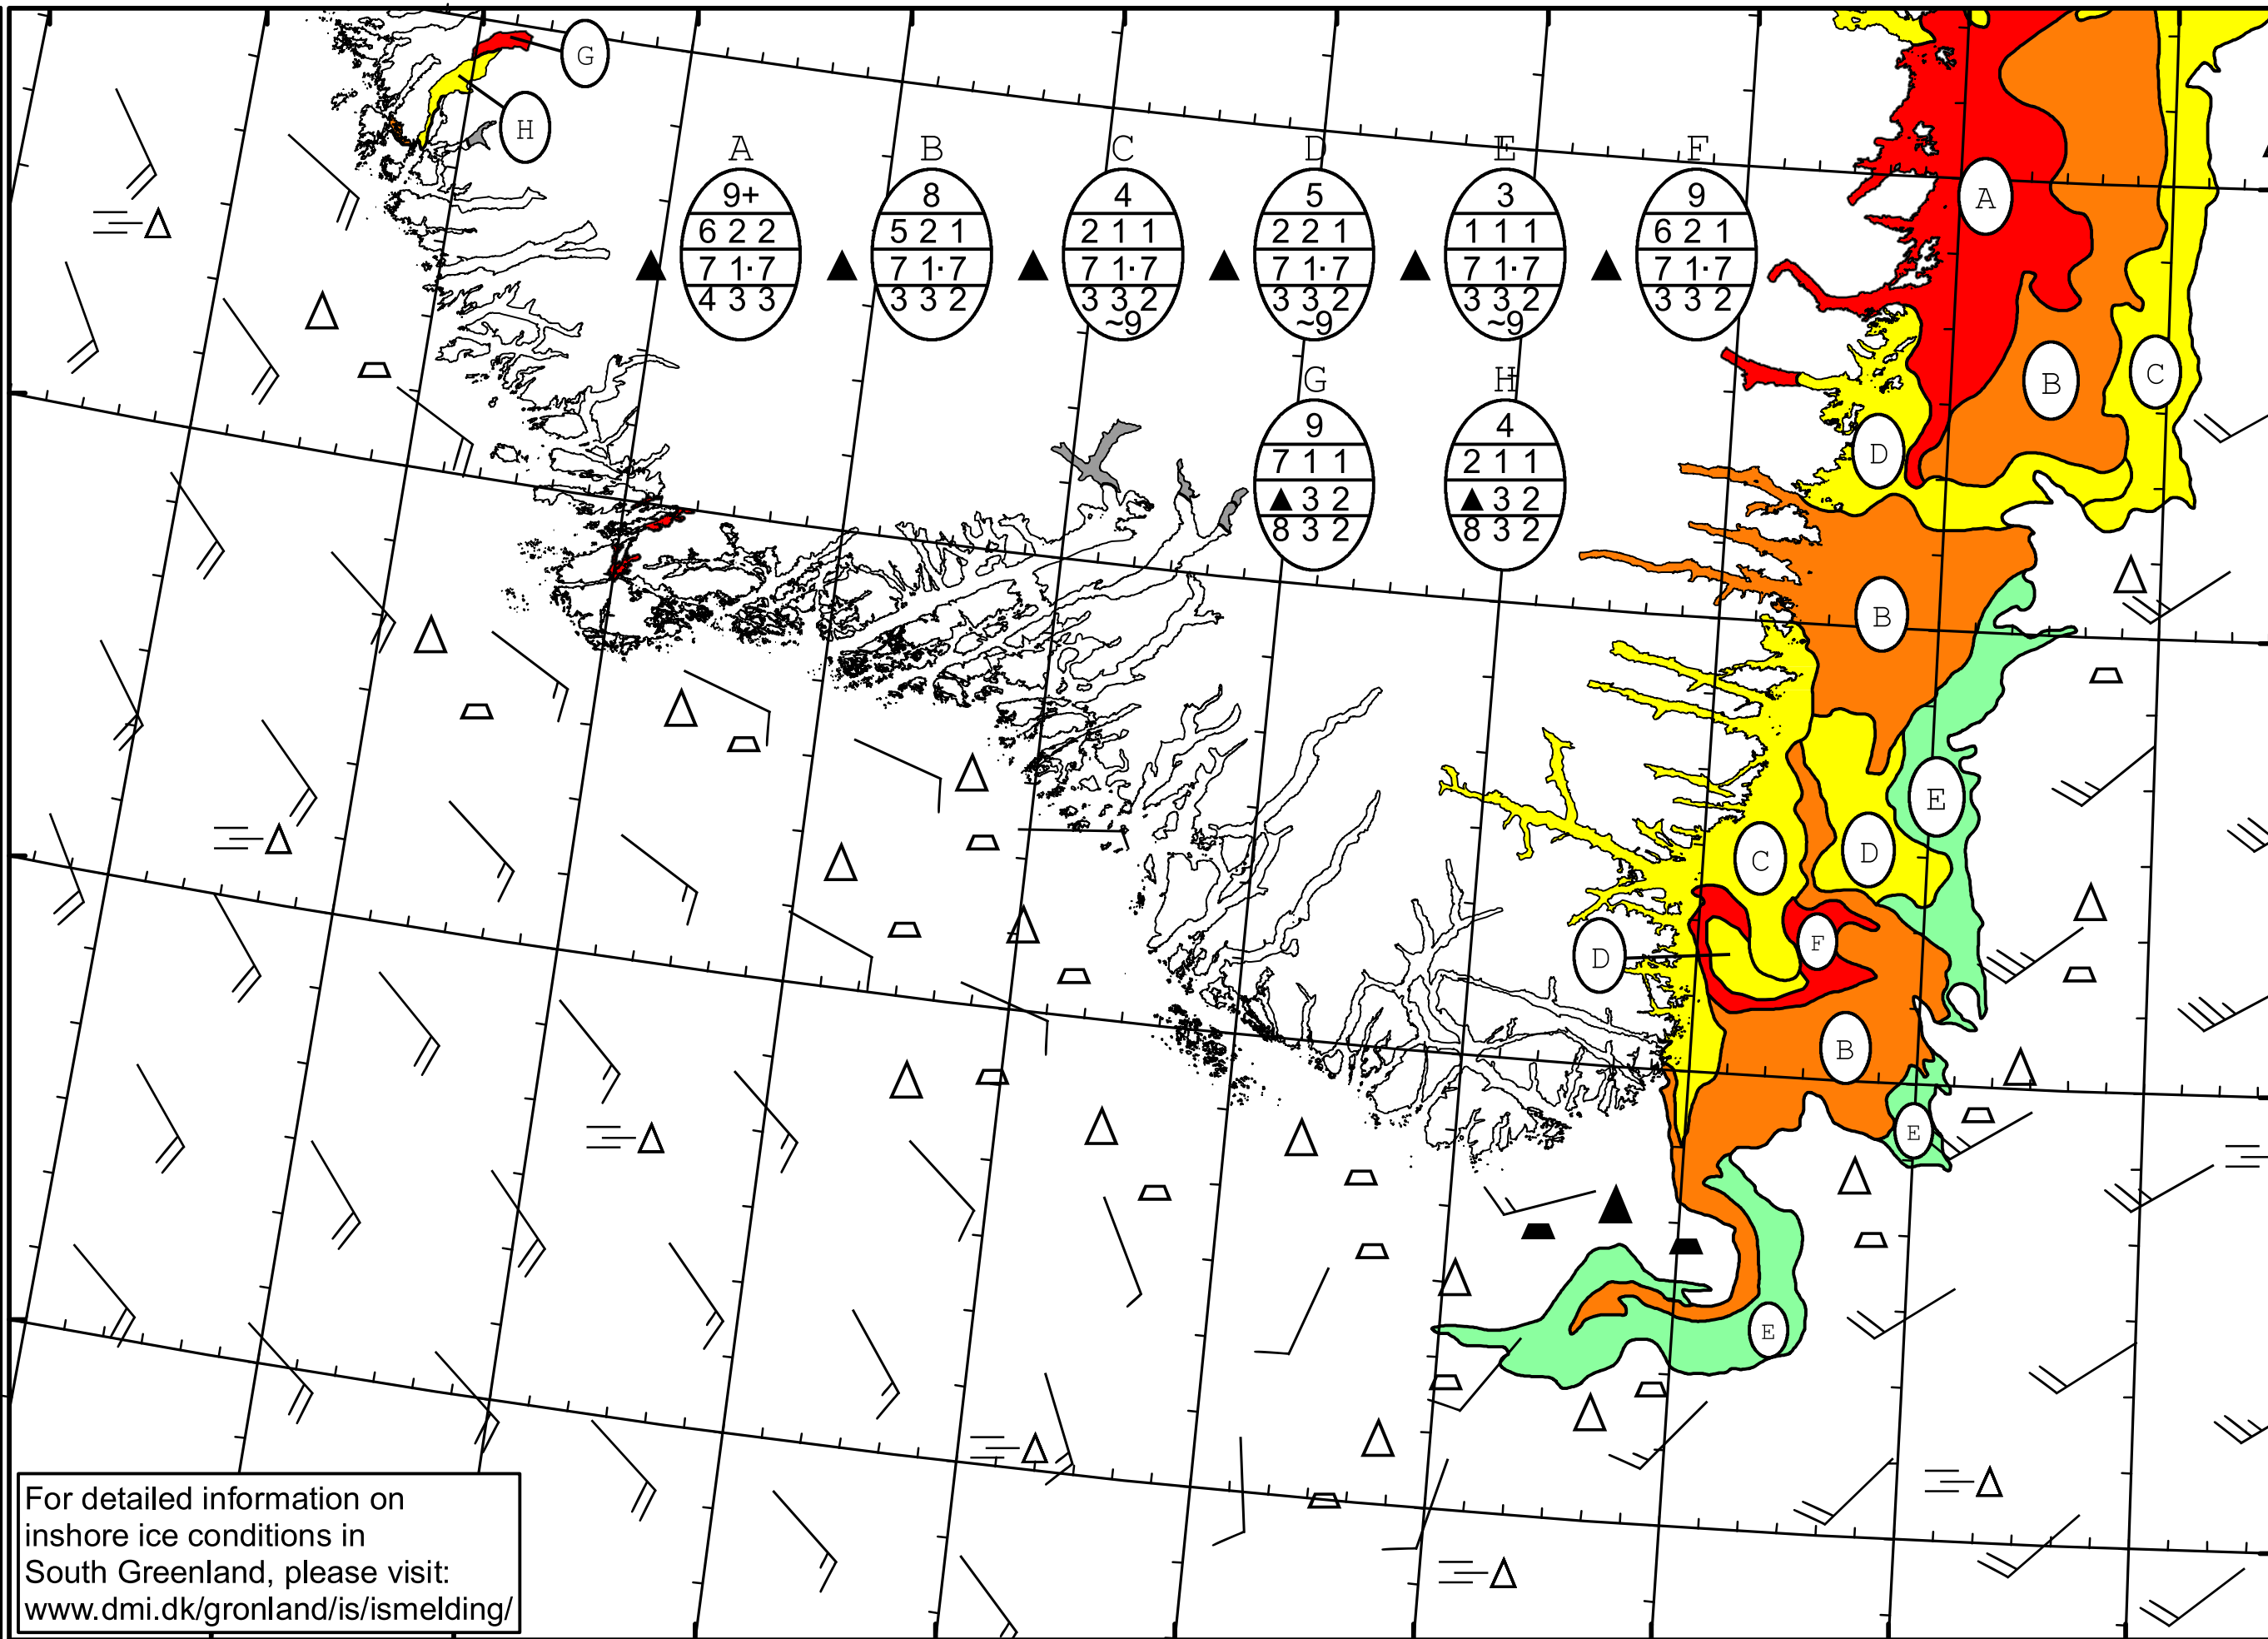 G
H
A B C D E F
9+ 8 4 5 3 9
6 2 2 5 2 1 2 1 1 2 2 1 1 1 1 6 2 1
7 1·7 7 1·7 7 1·7 7 1·7 7 1·7 7 1·7
4 3 3 3 3 2 3 3 2 3 3 2 3 3 2 3 3 2
~9 ~9 ~9
A
G H
9 4
7 1 1 2 1 1
▲ 3 2 ▲ 3 2
8 3 2 8 3 2
B
C
D
B
E
C
D
F
D
B
E
E
For detailed information on
inshore ice conditions in
South Greenland, please visit:
www.dmi.dk/gronland/is/ismelding/